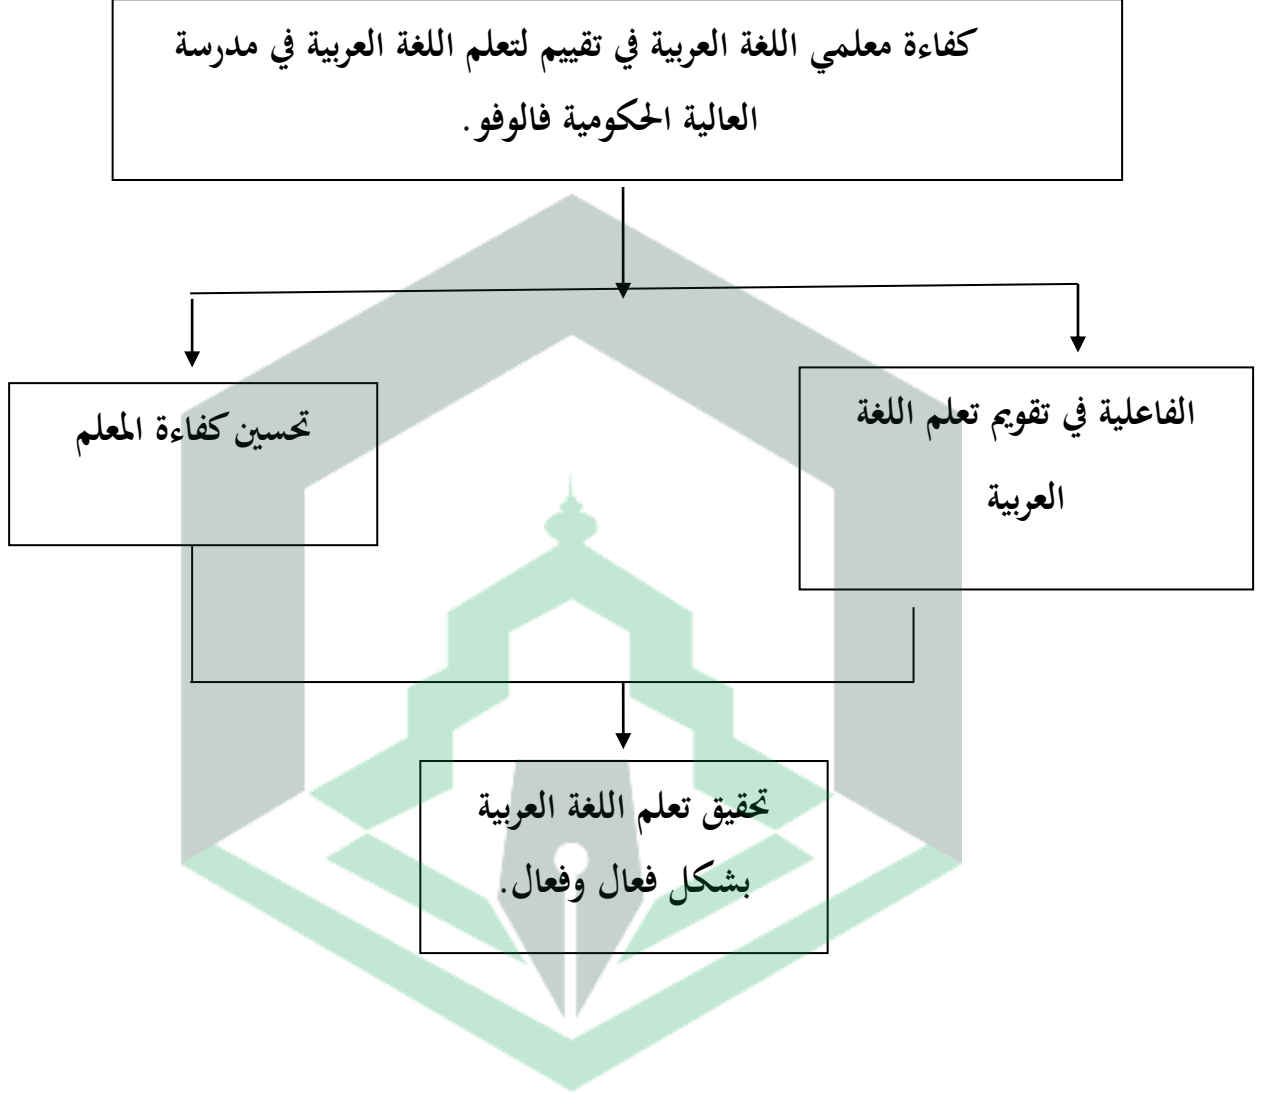 كفاءة معلمي اللغة العربية في تقييم لتعلم اللغة العربية في مدرسة
العالية الحكومية فالوفو.
الفاعلية في تقويم تعلم اللغة
العربية
تحسين كفاءة المعلم
تحقيق تعلم اللغة العربية
بشكل فعال وفعال.